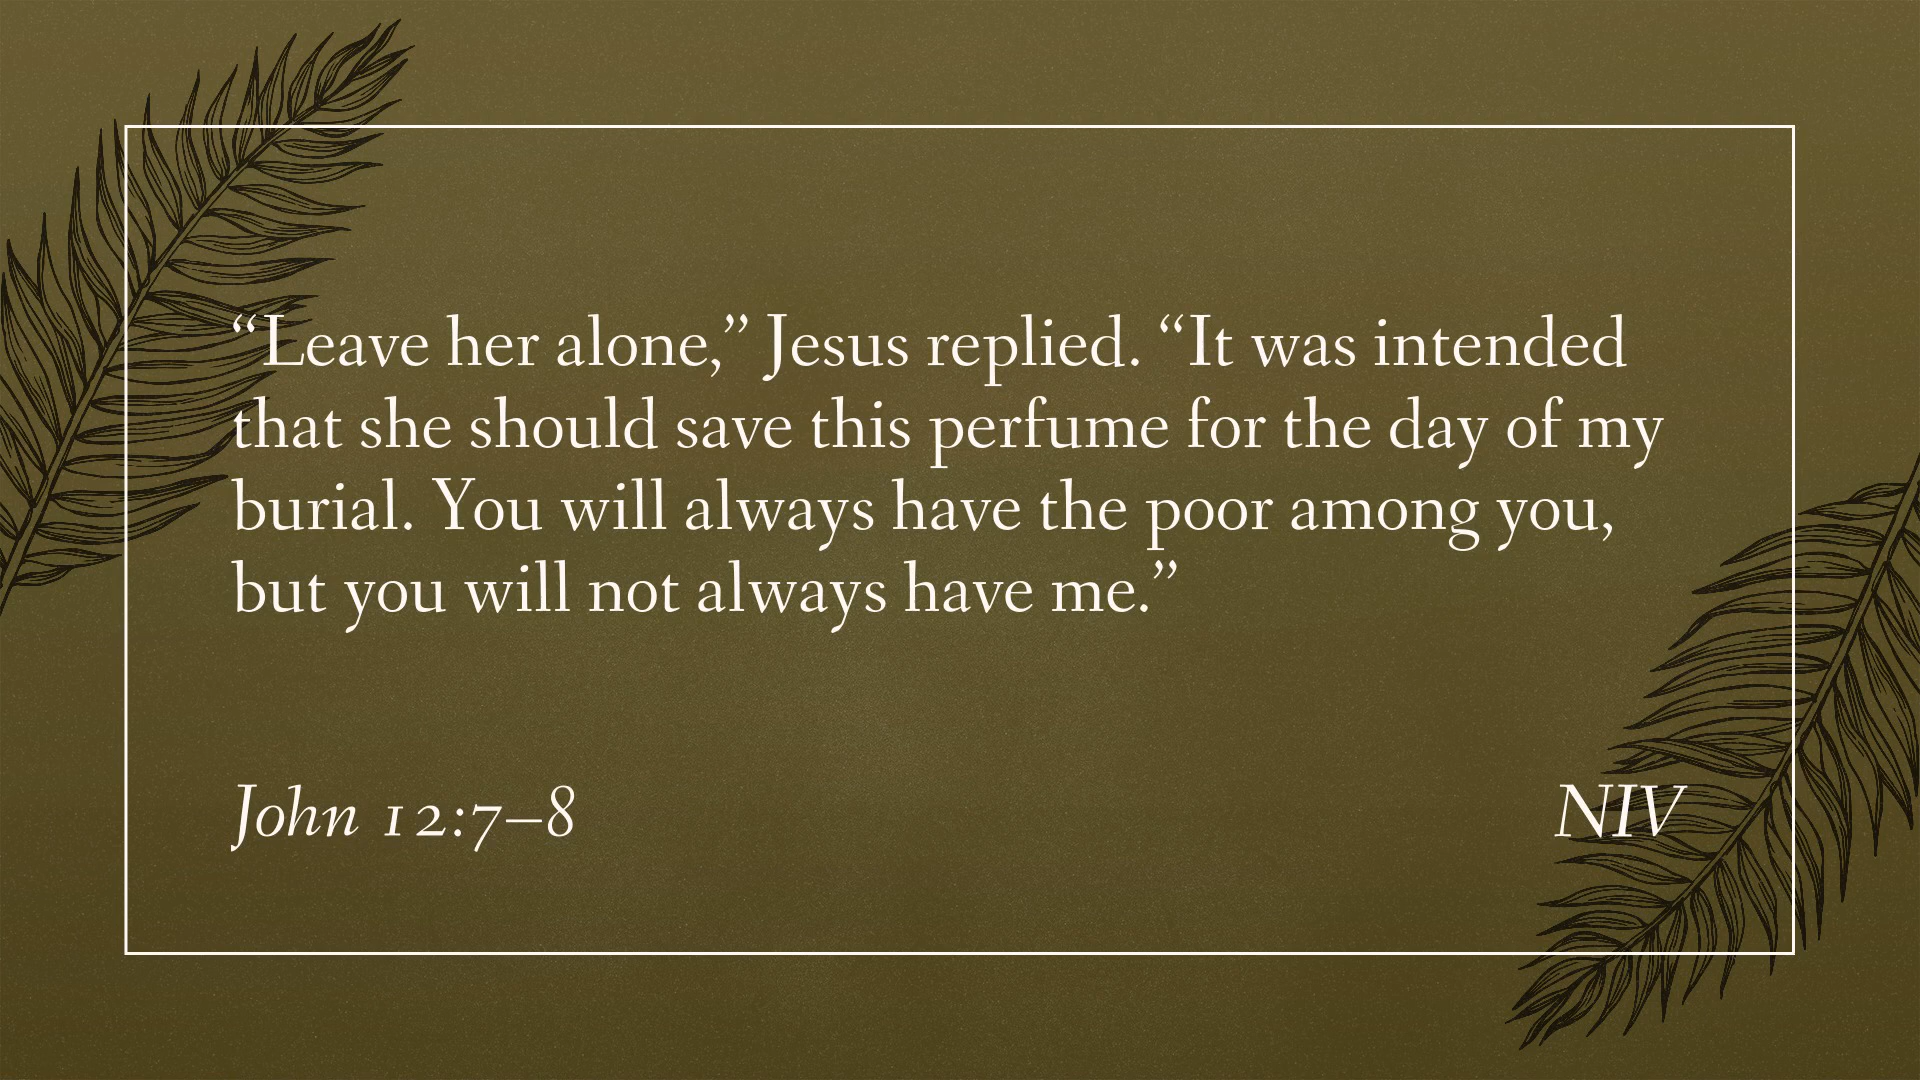 “Leave her alone,” Jesus replied. “It was intended
that she should save this perfume for the day of my
burial. You will always have the poor among you,
but you will not always have me.”
John 12:7–8
NIV